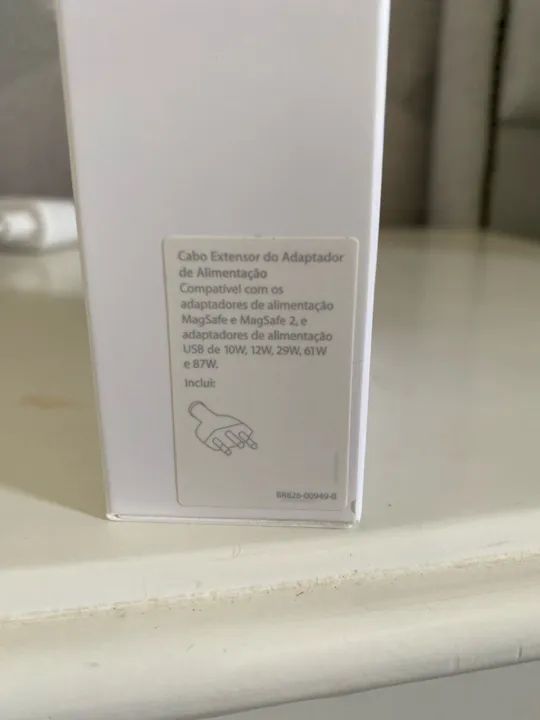 Cabo Extensor do Adaptador
de Alimentação
Compatível com os
adaptadores de alimentação
MagSafe e MagSafe 2, e
adaptadores de alimentação
USB de 10W, 12W, 29W, 61W
e 87W.
Inclui:
BR626-00949-B